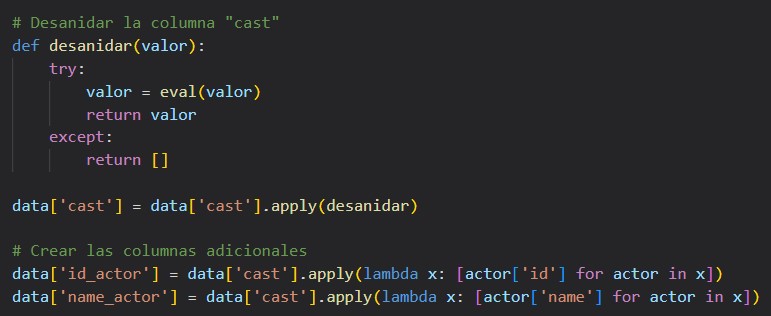 # Desanidar la columna "cast"
def desanidar(valor):
    try:
        valor = eval(valor)
        return valor
    except:
        return []
data['cast'] = data['cast'].apply(desanidar)
# Crear las columnas adicionales
data['id_actor'] = data['cast'].apply(lambda x: [actor['id'] for actor in x])
data['name_actor'] = data['cast'].apply(lambda x: [actor['name'] for actor in x])